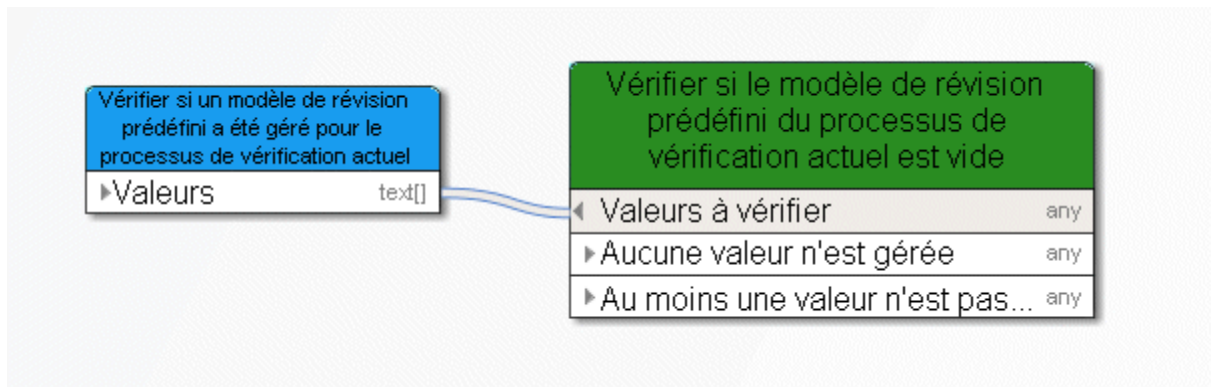 Vérifier si un modèle de révision
prédéfini a été géré pour le
processus de vérification actuel
Valeurs text[]
Vérifier si le modèle de révision
prédéfini du processus de
vérification actuel est vide
Valeurs à vérifier any
Aucune valeur n'est gérée any
Au moins une valeur n'est pas... any